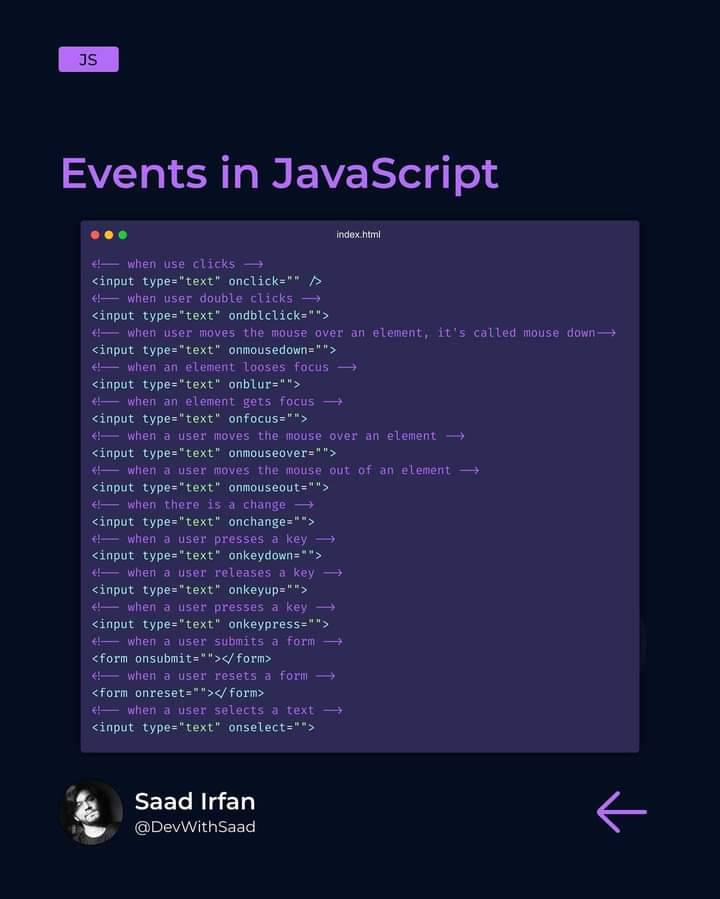 JS
Events in JavaScript
index.html
<!-- when use clicks -->
<input type="text" onclick="" />
<!-- when user double clicks -->
<input type="text" ondblclick="">
<!-- when user moves the mouse over an element, it's called mouse down-->
<input type="text" onmousedown="">
<!-- when an element looses focus -->
<input type="text" onblur="">
<!-- when an element gets focus -->
<input type="text" onfocus="">
<!-- when a user moves the mouse over an element -->
<input type="text" onmouseover="">
<!-- when a user moves the mouse out of an element -->
<input type="text" onmouseout="">
<!-- when there is a change -->
<input type="text" onchange="">
<!-- when a user presses a key -->
<input type="text" onkeydown="">
<!-- when a user releases a key -->
<input type="text" onkeyup="">
<!-- when a user presses a key -->
<input type="text" onkeypress="">
<!-- when a user submits a form -->
<form onsubmit=""></form>
<!-- when a user resets a form -->
<form onreset=""></form>
<!-- when a user selects a text -->
<input type="text" onselect="">
Saad Irfan
@DevWithSaad